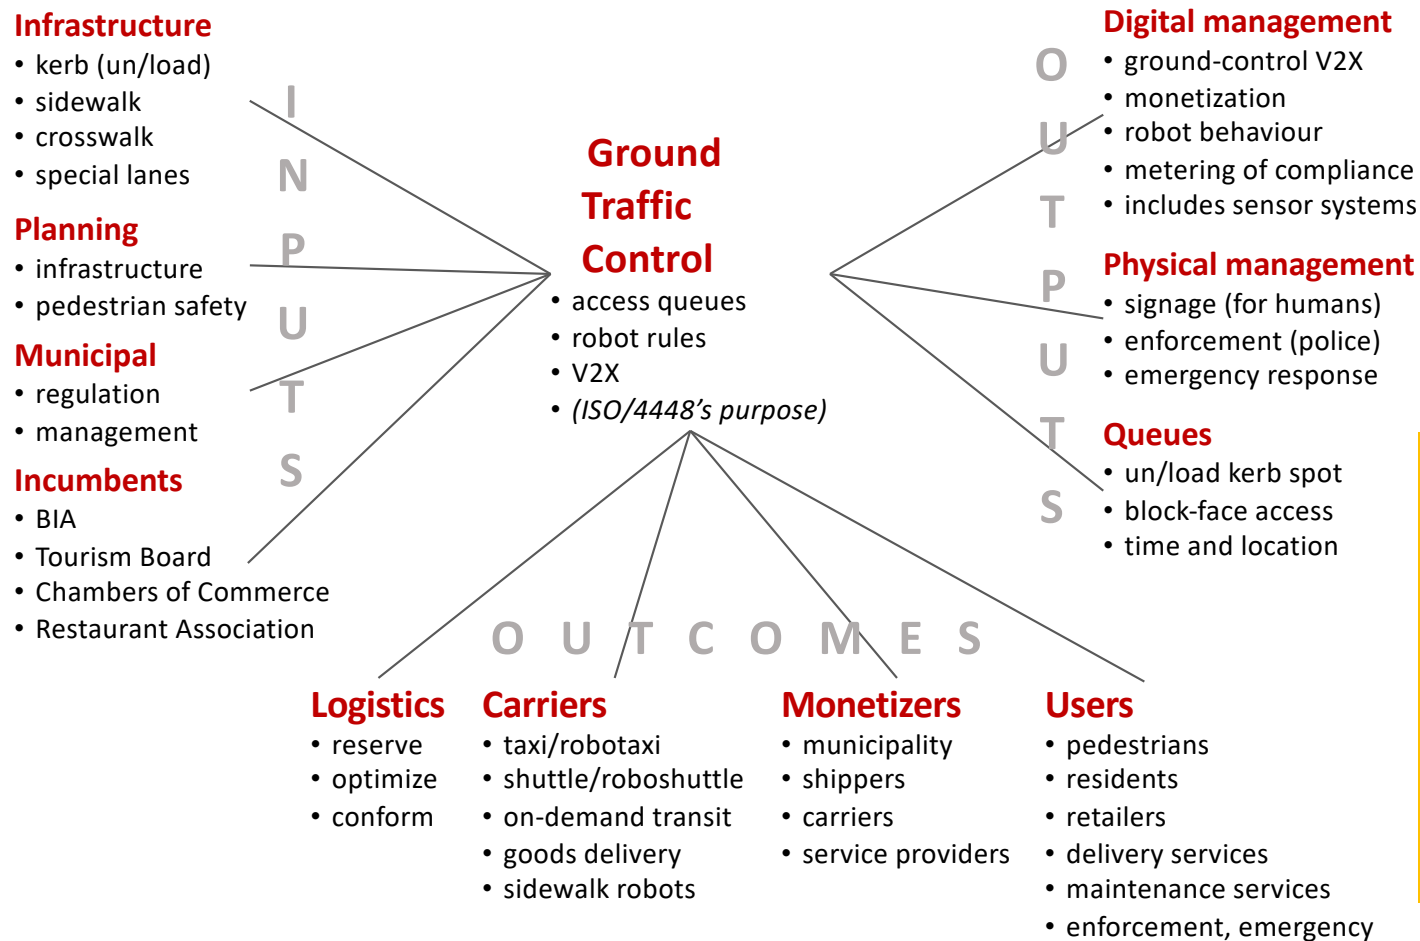 Infrastructure
• kerb (un/load)
• sidewalk
• crosswalk
• special lanes
Planning
• infrastructure
• pedestrian safety
Municipal
• regulation
• management
Incumbents
• BIA
• Tourism Board
• Chambers of Commerce
• Restaurant Association
INPUTS
Ground
Traffic
Control
• access queues
• robot rules
• V2X
• (ISO/4448's purpose)
OUTPUTS
Digital management
• ground-control V2X
• monetization
• robot behaviour
• metering of compliance
• includes sensor systems
Physical management
• signage (for humans)
• enforcement (police)
• emergency response
Queues
• un/load kerb spot
• block-face access
• time and location
OUTCOMES
Logistics
• reserve
• optimize
• conform
Carriers
• taxi/robotaxi
• shuttle/roboshuttle
• on-demand transit
• goods delivery
• sidewalk robots
Monetizers
• municipality
• shippers
• carriers
• service providers
Users
• pedestrians
• residents
• retailers
• delivery services
• maintenance services
• enforcement, emergency